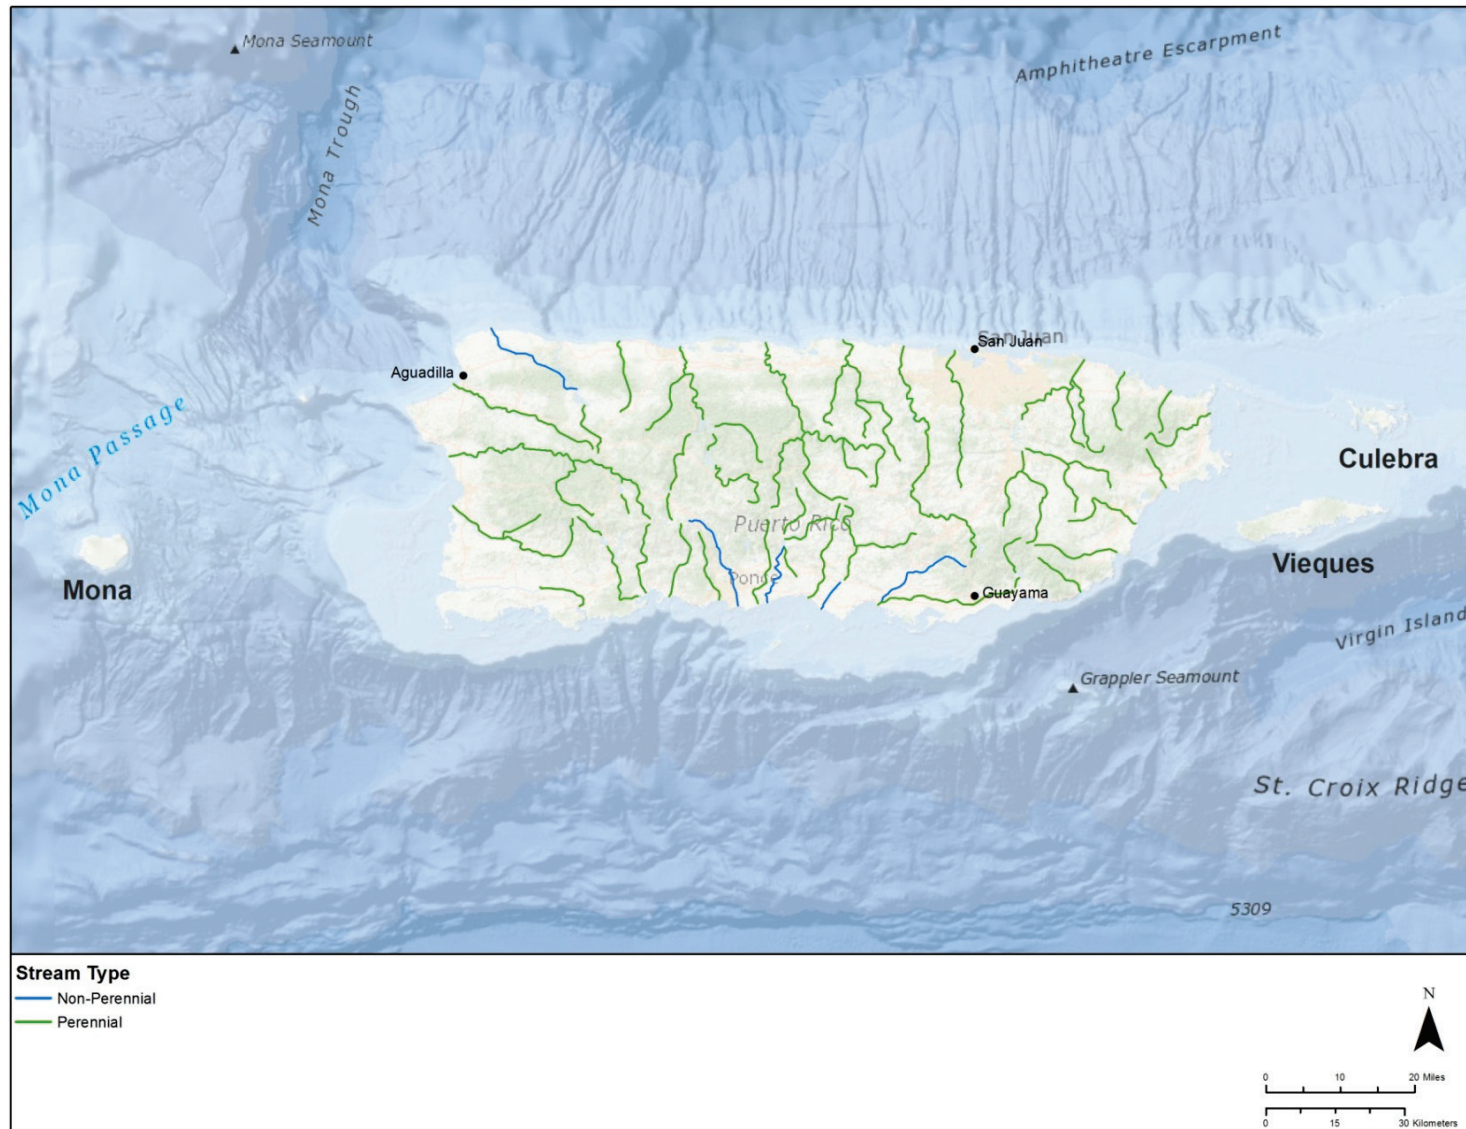 Mona Seamount
Amphitheatre Escarpment
Mona Trough
San Juan
San Juan
Aguadilla
Mona Passage
Culebra
Puerto Rico
Vieques
Mona
Ponce
Guayama
Virgin Island
Grappler Seamount
St. Croix Ridge
5309
Stream Type
Non-Perennial
Perennial
N
0 10 20 Miles
0 15 30 Kilometers